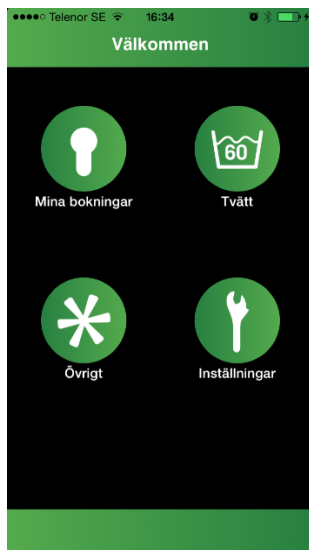 Telenor SE 16:34
Välkommen
60
Mina bokningar Tvätt
Övrigt Inställningar